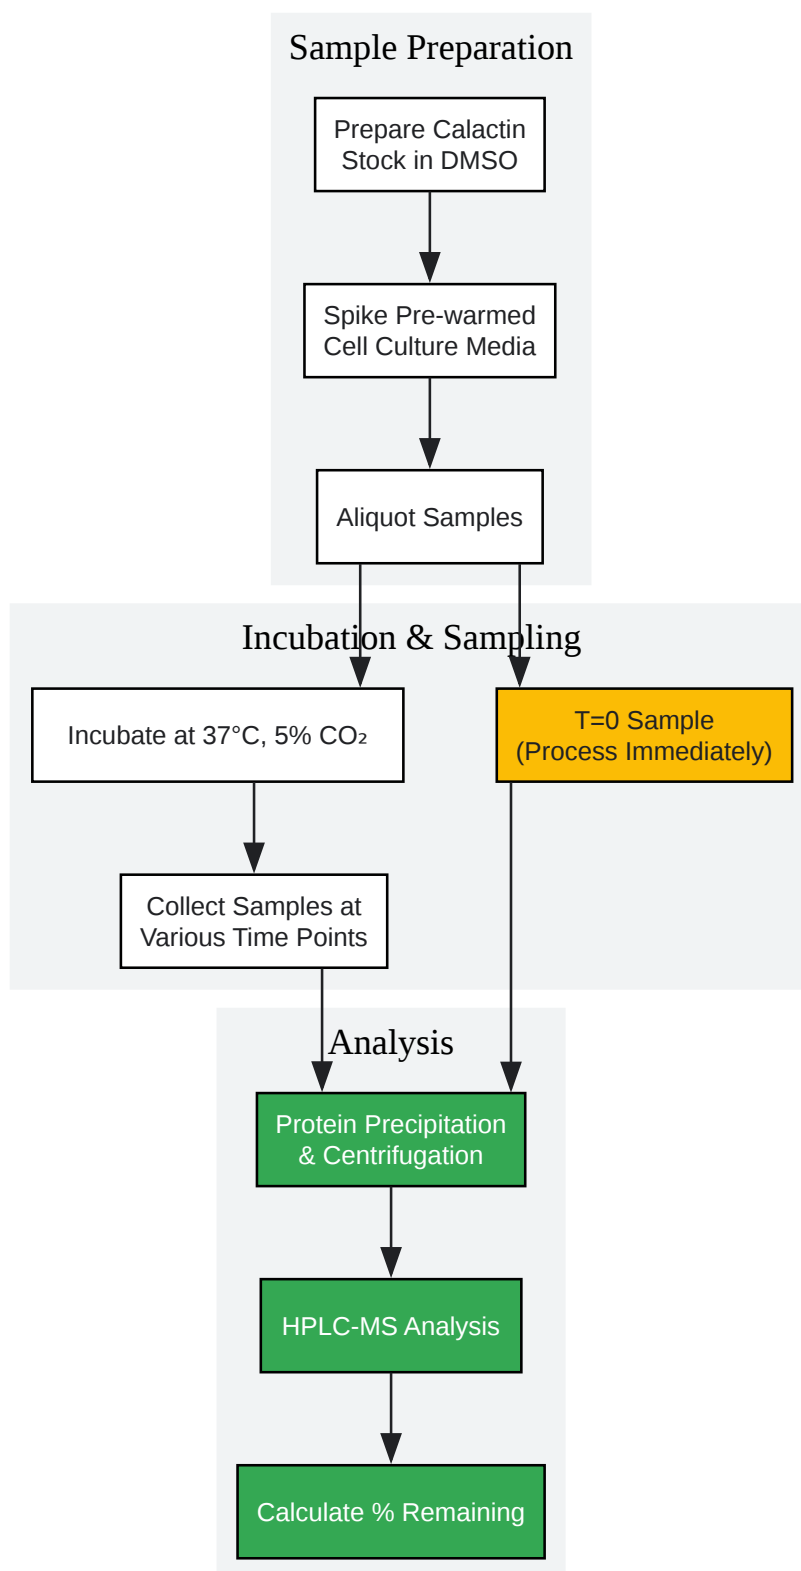 Sample Preparation
Prepare Calactin
Stock in DMSO
Spike Pre-warmed
Cell Culture Media
Aliquot Samples
Incubation & Sampling
Incubate at 37°C, 5% CO₂
T=0 Sample
(Process Immediately)
Collect Samples at
Various Time Points
Analysis
Protein Precipitation
& Centrifugation
HPLC-MS Analysis
Calculate % Remaining